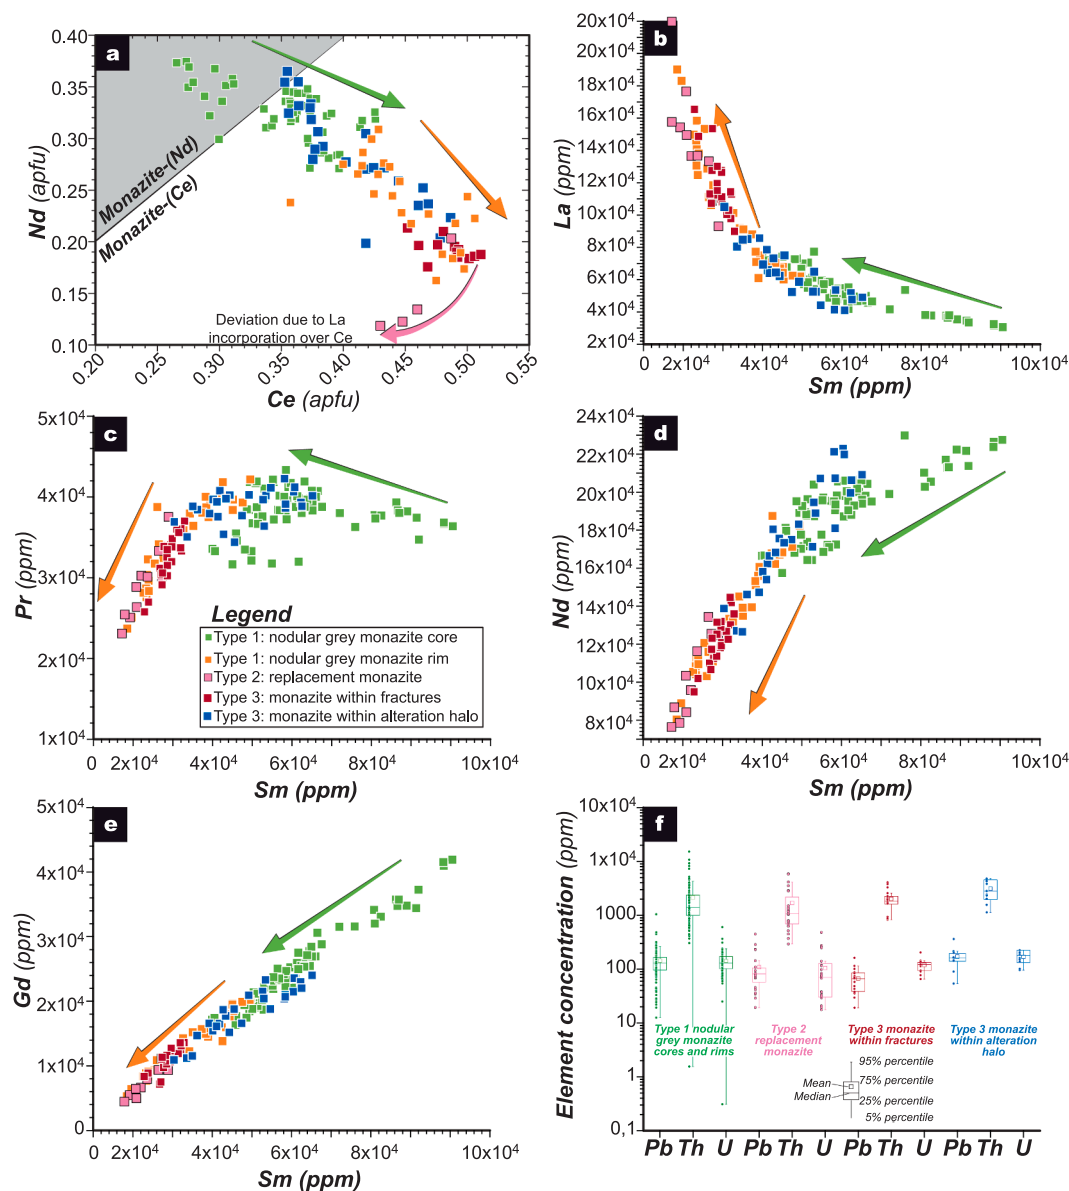 a
0.40
0.35
0.30
0.25
0.20
0.15
0.10
Nd (apfu)
Monazite-(Nd)
Monazite-(Ce)
Deviation due to La
incorporation over Ce
0.20
0.25
0.30
0.35
0.40
0.45
0.50
0.55
Ce (apfu)
b
20x10⁴
18x10⁴
16x10⁴
14x10⁴
12x10⁴
10x10⁴
8x10⁴
6x10⁴
4x10⁴
2x10⁴
La (ppm)
0 2x10⁴ 4x10⁴ 6x10⁴ 8x10⁴ 10x10⁴
Sm (ppm)
c
5x10⁴
4x10⁴
3x10⁴
2x10⁴
1x10⁴
Pr (ppm)
Legend
Type 1: nodular grey monazite core
Type 1: nodular grey monazite rim
Type 2: replacement monazite
Type 3: monazite within fractures
Type 3: monazite within alteration halo
0 2x10⁴ 4x10⁴ 6x10⁴ 8x10⁴ 10x10⁴
Sm (ppm)
d
24x10⁴
22x10⁴
20x10⁴
18x10⁴
16x10⁴
14x10⁴
12x10⁴
10x10⁴
8x10⁴
Nd (ppm)
0 2x10⁴ 4x10⁴ 6x10⁴ 8x10⁴ 10x10⁴
Sm (ppm)
e
5x10⁴
4x10⁴
3x10⁴
2x10⁴
1x10⁴
0
Gd (ppm)
0 2x10⁴ 4x10⁴ 6x10⁴ 8x10⁴ 10x10⁴
Sm (ppm)
f
10x10⁴
1x10⁴
1000
100
10
1
0,1
Element concentration (ppm)
Type 1 nodular
grey monazite
cores and rims
Type 2
replacement
monazite
Type 3 monazite
within fractures
Type 3 monazite
within alteration
halo
95% percentile
75% percentile
25% percentile
5% percentile
Mean
Median
Pb Th U Pb Th U Pb Th U Pb Th U